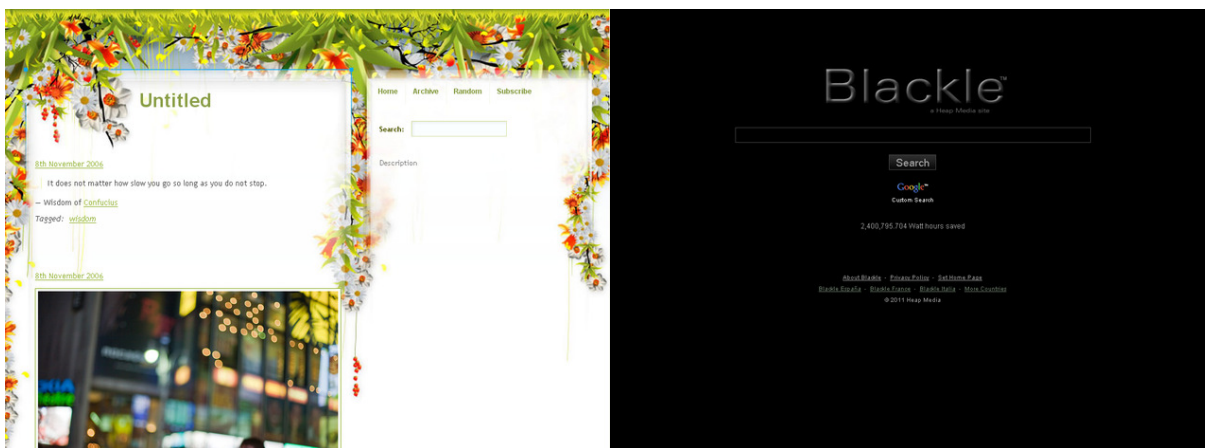 Untitled
8th November 2006
It does not matter how slow you go so long as you do not stop.
— Wisdom of Confucius
Tagged: wisdom
8th November 2006
Home Archive Random Subscribe
Search:
Description
Blackle™
a Heap Media site
Search
Google™
Custom Search
2,400,795.704 Watt hours saved
About Blackle - Privacy Policy - Set Home Page
Blackle España - Blackle France - Blackle Italia - More Countries
© 2011 Heap Media